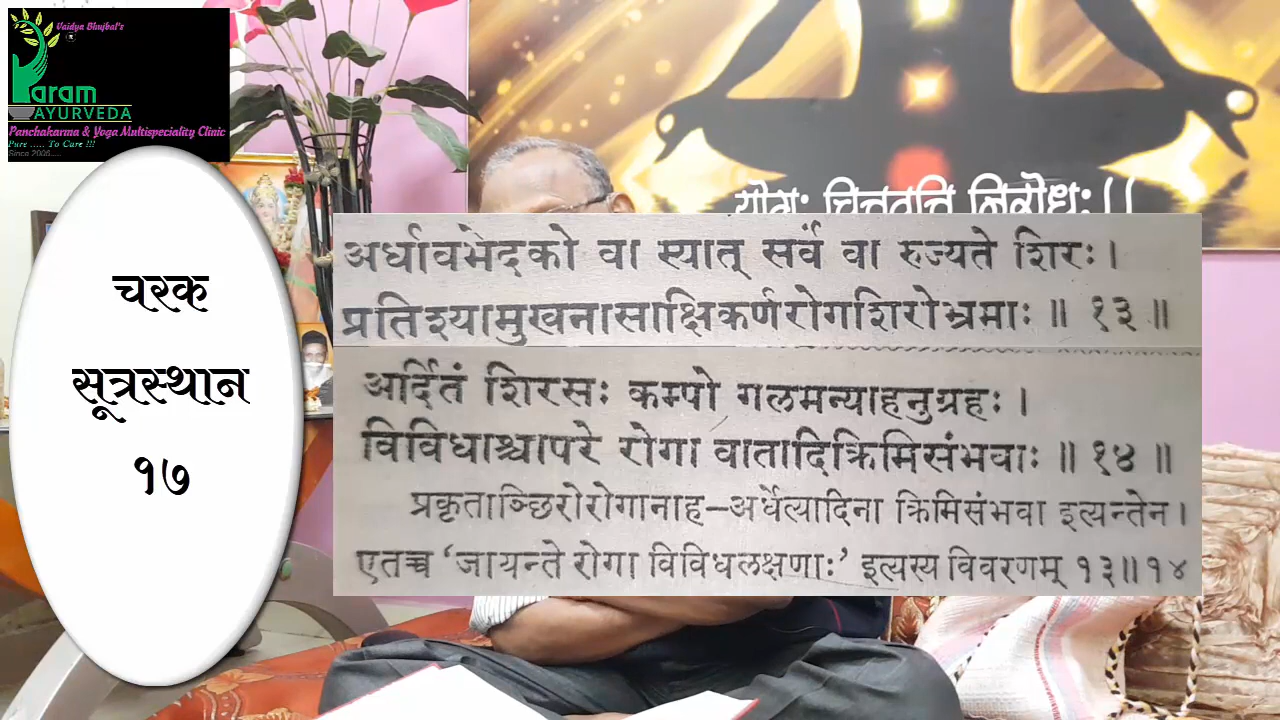 Vaidya Bhujbal's
Param
AYURVEDA
Panchakarma & Yoga Multispeciality Clinic
Pure ..... To Cure !!!
Since 2006.....
योगः चित्तवृत्ति निरोधः।।
चरक
सूत्रस्थान
१७
अर्धावभेदको वा स्यात् सर्वं वा रुज्यते शिरः।
प्रतिश्यामुखनासाक्षिकर्णरोगशिरोभ्रमाः ॥ १३ ॥
अर्दितं शिरसः कम्पो गलमन्याहनुग्रहः।
विविधाश्चापरे रोगा वातादिक्रिमिसंभवाः ॥ १४ ॥
प्रकृताञ्छिरोरोगानाह–अर्धेत्यादिना क्रिमिसंभवा इत्यन्तेन।
एतच्च ‘जायन्ते रोगा विविधलक्षणाः’ इत्यस्य विवरणम् १३॥१४